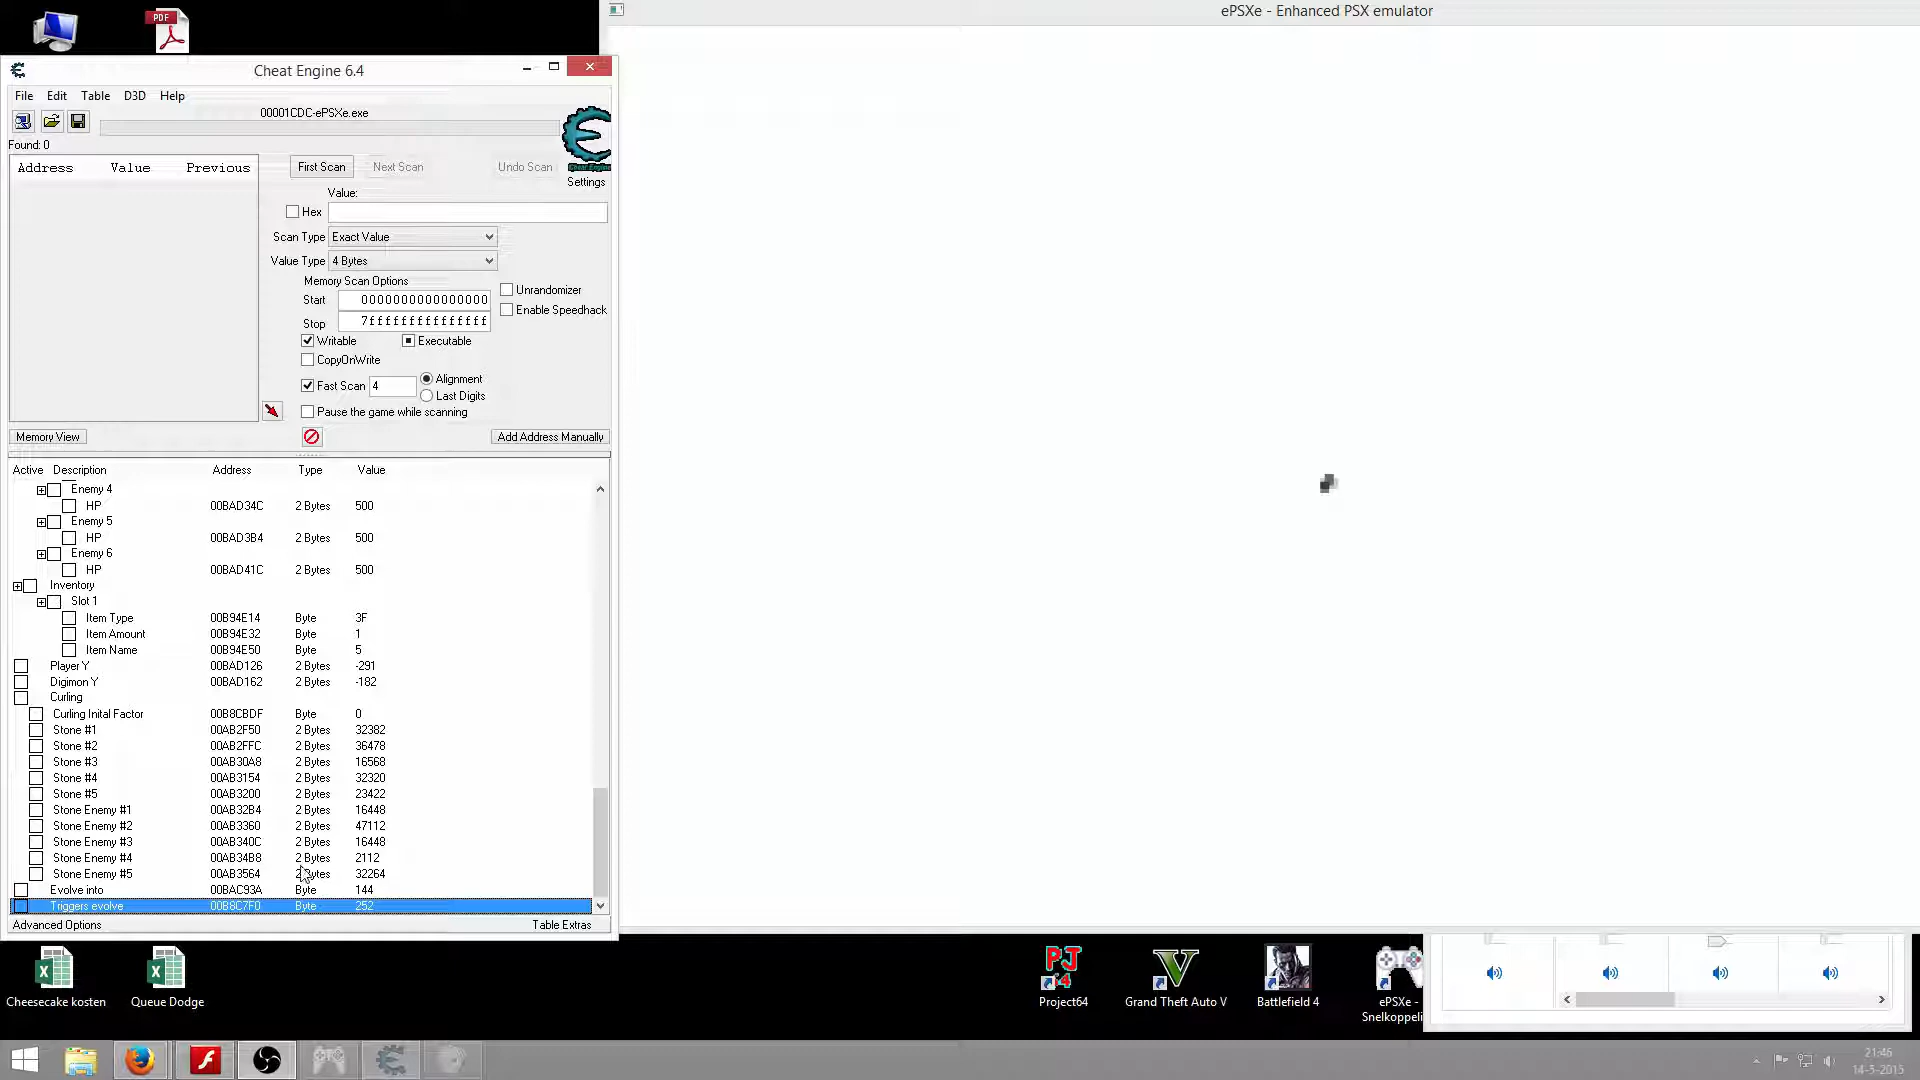 ePSXe - Enhanced PSX emulator
PDF
Cheat Engine 6.4
File Edit Table D3D Help
00001CDC-ePSXe.exe
Found: 0
Address Value Previous
First Scan Next Scan Undo Scan
Settings
Value:
Hex
Scan Type Exact Value
Value Type 4 Bytes
Memory Scan Options
Start 0000000000000000
Unrandomizer
Enable Speedhack
Stop 7fffffffffffffff
Writable Executable
CopyOnWrite
Fast Scan 4 Alignment
Last Digits
Pause the game while scanning
Memory View Add Address Manually
Active Description Address Type Value
Enemy 4
HP 00BAD34C 2 Bytes 500
Enemy 5
HP 00BAD3B4 2 Bytes 500
Enemy 6
HP 00BAD41C 2 Bytes 500
Inventory
Slot 1
Item Type 00B94E14 Byte 3F
Item Amount 00B94E32 Byte 1
Item Name 00B94E50 Byte 5
Player Y 00BAD126 2 Bytes -291
Digimon Y 00BAD162 2 Bytes -182
Curling
Curling Inital Factor 00B8CBDF Byte 0
Stone #1 00AB2F50 2 Bytes 32382
Stone #2 00AB2FFC 2 Bytes 36478
Stone #3 00AB30A8 2 Bytes 16568
Stone #4 00AB3154 2 Bytes 32320
Stone #5 00AB3200 2 Bytes 23422
Stone Enemy #1 00AB32B4 2 Bytes 16448
Stone Enemy #2 00AB3360 2 Bytes 47112
Stone Enemy #3 00AB340C 2 Bytes 16448
Stone Enemy #4 00AB34B8 2 Bytes 2112
Stone Enemy #5 00AB3564 2 Bytes 32264
Evolve into 00BAC93A Byte 144
Triggers evolve 00B8C7F0 Byte 252
Advanced Options Table Extras
Cheesecake kosten
Queue Dodge
Project64
Grand Theft Auto V
Battlefield 4
ePSXe -
Snelkoppeli
21:46
14-5-2015